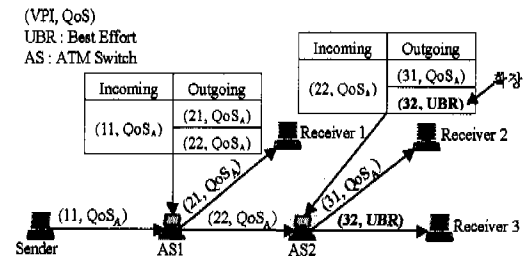 (VPI, QoS)
UBR : Best Effort
AS : ATM Switch
Incoming Outgoing
(11, QoSA) (21, QoSA)
(22, QoSA)
Incoming Outgoing
(22, QoSA) (31, QoSA)
(32, UBR)
확장
Receiver 1
Receiver 2
(21, QoSA)
(31, QoSA)
(11, QoSA)
(22, QoSA)
(32, UBR)
Receiver 3
Sender
AS1
AS2